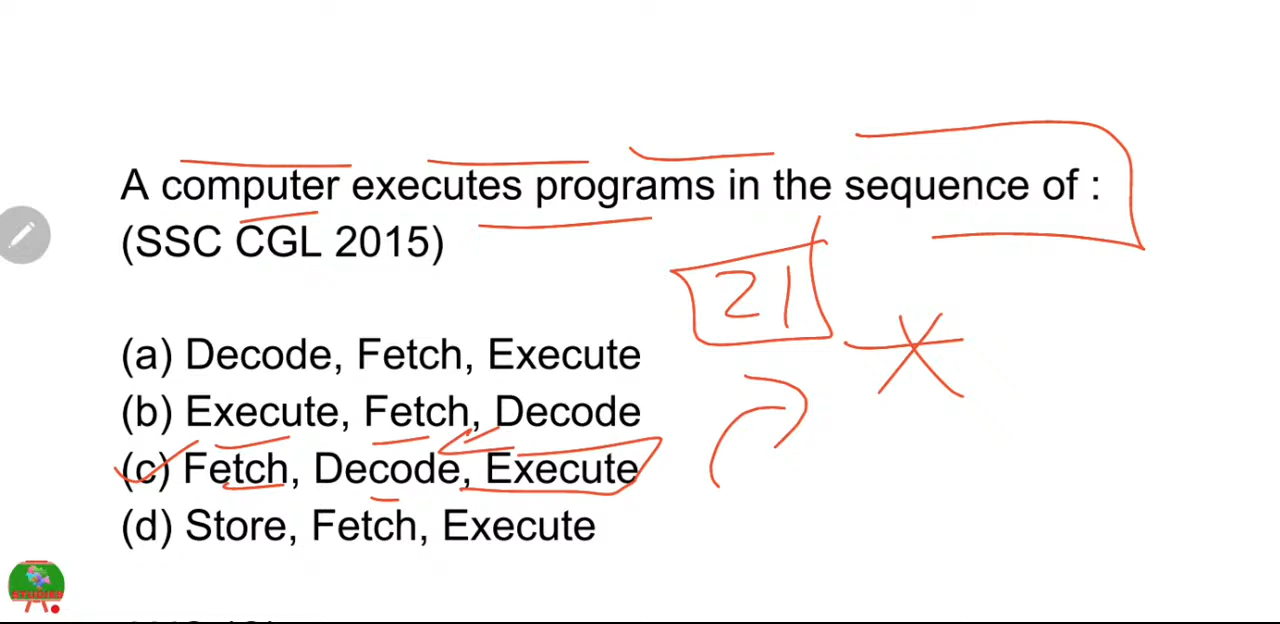 A computer executes programs in the sequence of :
(SSC CGL 2015)
21
(a) Decode, Fetch, Execute
(b) Execute, Fetch, Decode
(c) Fetch, Decode, Execute
(d) Store, Fetch, Execute
STUDIES